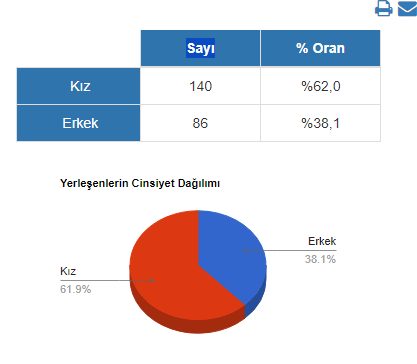 Sayı % Oran
Kız 140 %62,0
Erkek 86 %38,1
Yerleşenlerin Cinsiyet Dağılımı
Erkek
38.1%
Kız
61.9%